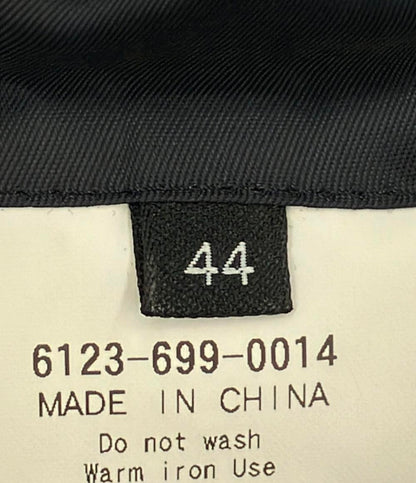 44
6123-699-0014
MADE IN CHINA
Do not wash
Warm iron Use